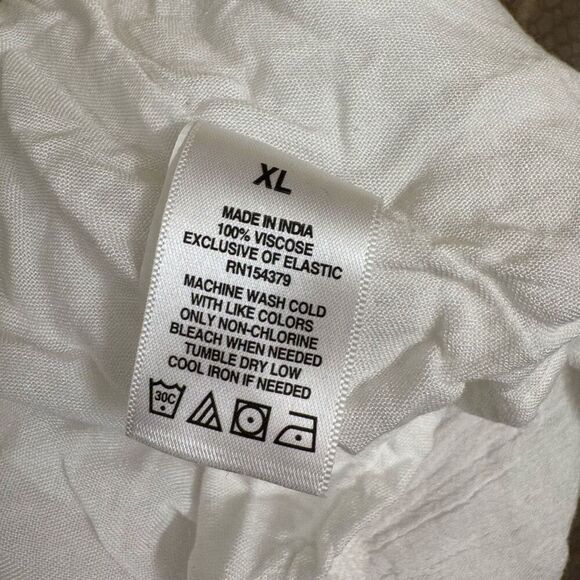 XL
MADE IN INDIA
100% VISCOSE
EXCLUSIVE OF ELASTIC
RN154379
MACHINE WASH COLD
WITH LIKE COLORS
ONLY NON-CHLORINE
BLEACH WHEN NEEDED
TUMBLE DRY LOW
COOL IRON IF NEEDED
30C